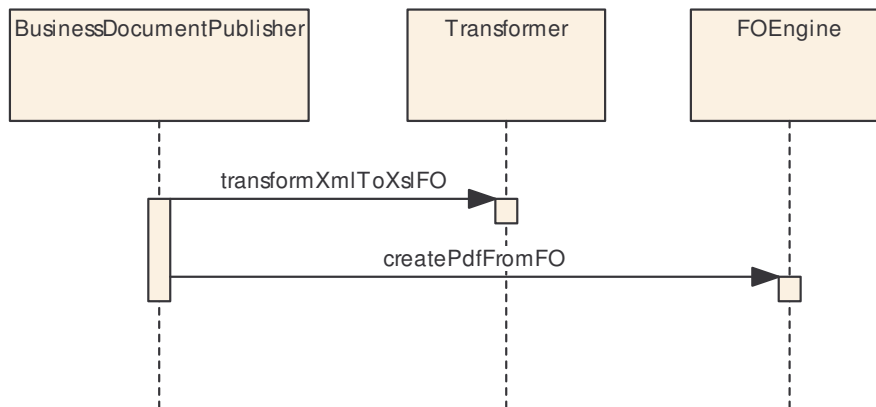 BusinessDocumentPublisher
Transformer
FOEngine
transformXmlToXslFO
createPdfFromFO